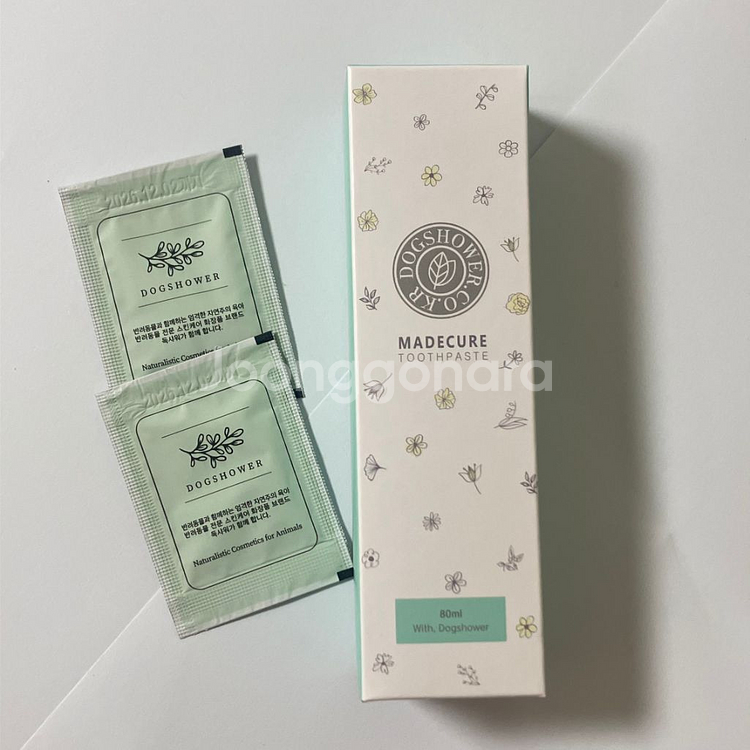 DOGSHOWER
반려동물과 함께하는 엄격한 자연주의 육아
반려동물 전문 스킨케어 화장품 브랜드
독샤워가 함께 합니다.
Naturalistic Cosmetics
DOGSHOWER
반려동물과 함께하는 엄격한 자연주의 육아
반려동물 전문 스킨케어 화장품 브랜드
독샤워가 함께 합니다.
Naturalistic Cosmetics for Animals
DOGSHOWER.CO.KR
MADECURE
TOOTHPASTE
80ml
With, Dogshower
Joonggonara